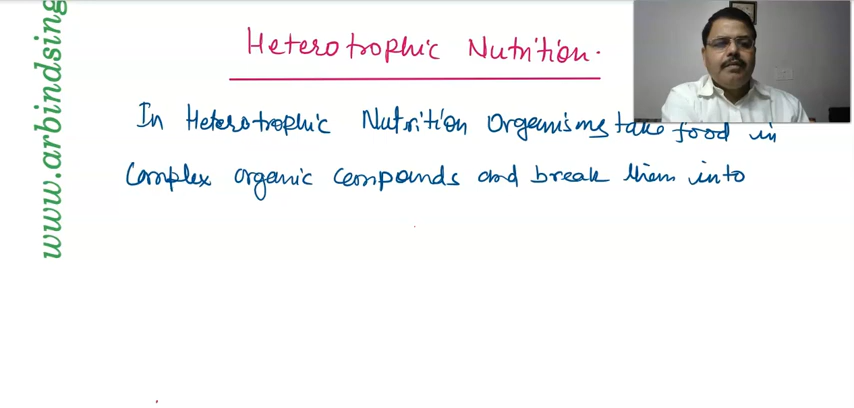 www.arbindsing
Heterotrophic Nutrition.
In Heterotrophic Nutrition Organisms take food in
Complex organic compounds and break them into